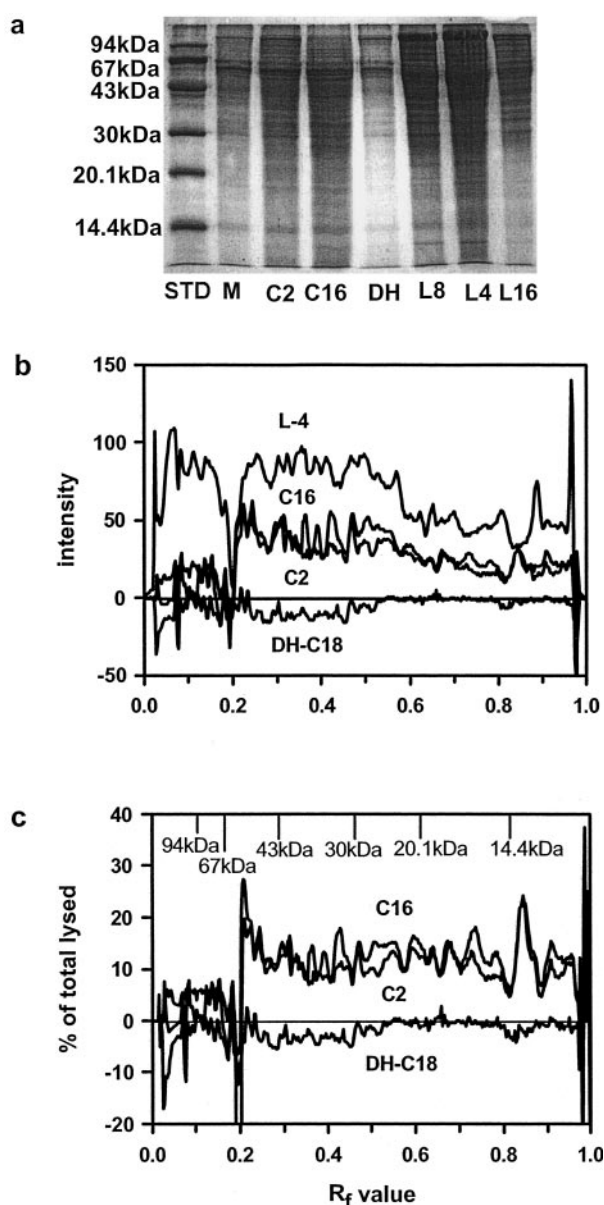 a
94kDa
67kDa
43kDa
30kDa
20.1kDa
14.4kDa
STD M C2 C16 DH L8 L4 L16
b
150
100
50
0
-50
intensity
L-4
C16
C2
DH-C18
0.0 0.2 0.4 0.6 0.8 1.0
c
40
30
20
10
0
-10
-20
% of total lysed
94kDa 67kDa 43kDa 30kDa 20.1kDa 14.4kDa
C16
C2
DH-C18
0.0 0.2 0.4 0.6 0.8 1.0
Rf value